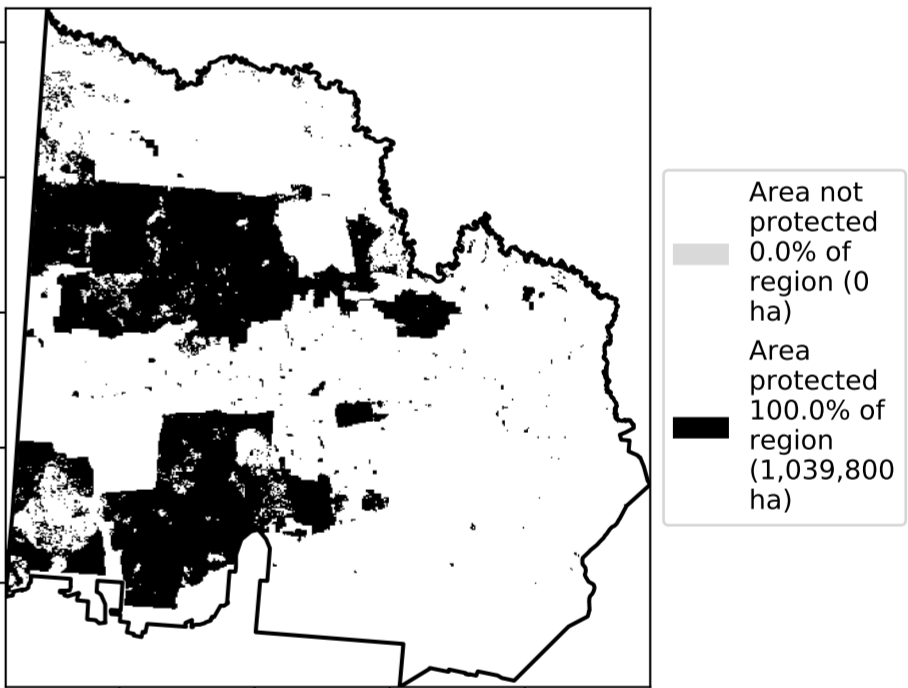 Area not
protected
0.0% of
region (0
ha)
Area
protected
100.0% of
region
(1,039,800
ha)